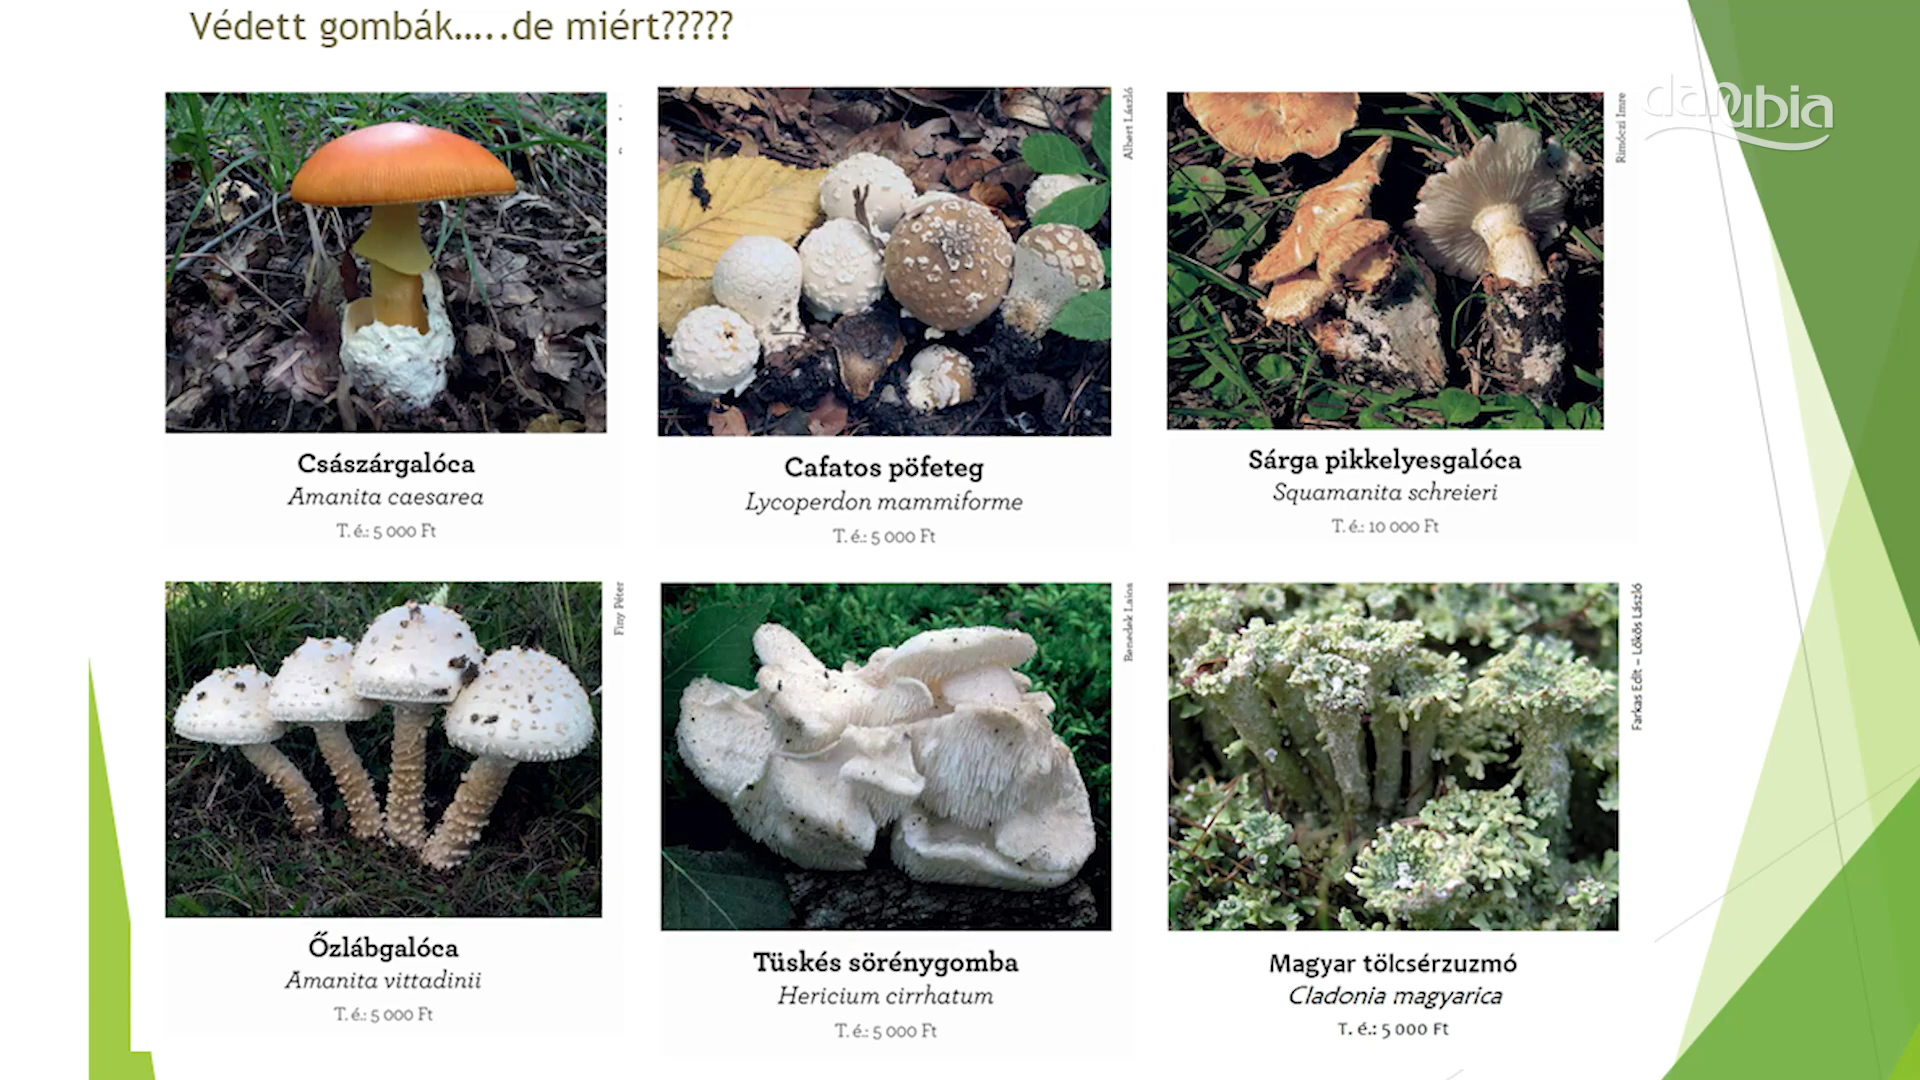 Védett gombák.....de miért?????
danubia
Albert László
Rimóczi Imre
Császárgalóca
Amanita caesarea
T. é.: 5 000 Ft
Cafatos pöfeteg
Lycoperdon mammiforme
T. é.: 5 000 Ft
Sárga pikkelyesgalóca
Squamanita schreieri
T. é.: 10 000 Ft
Finy Péter
Benedek Lajos
Farkas Edit – Lőkös László
Őzlábgalóca
Amanita vittadinii
T. é.: 5 000 Ft
Tüskés sörénygomba
Hericium cirrhatum
T. é.: 5 000 Ft
Magyar tölcsérzuzmó
Cladonia magyarica
T. é.: 5 000 Ft